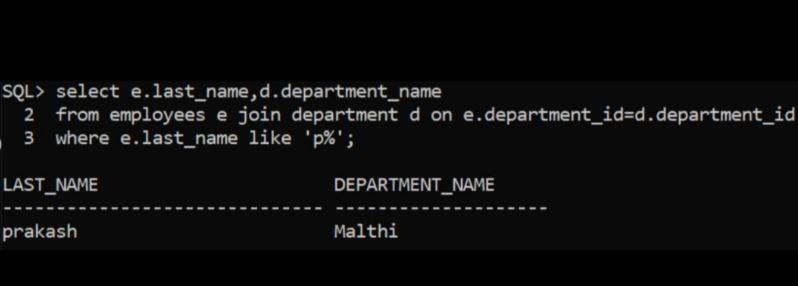 SQL> select e.last_name,d.department_name
2 from employees e join department d on e.department_id=d.department_id
3 where e.last_name like 'p%';
LAST_NAME DEPARTMENT_NAME
------------------------------ --------------------
prakash Malthi